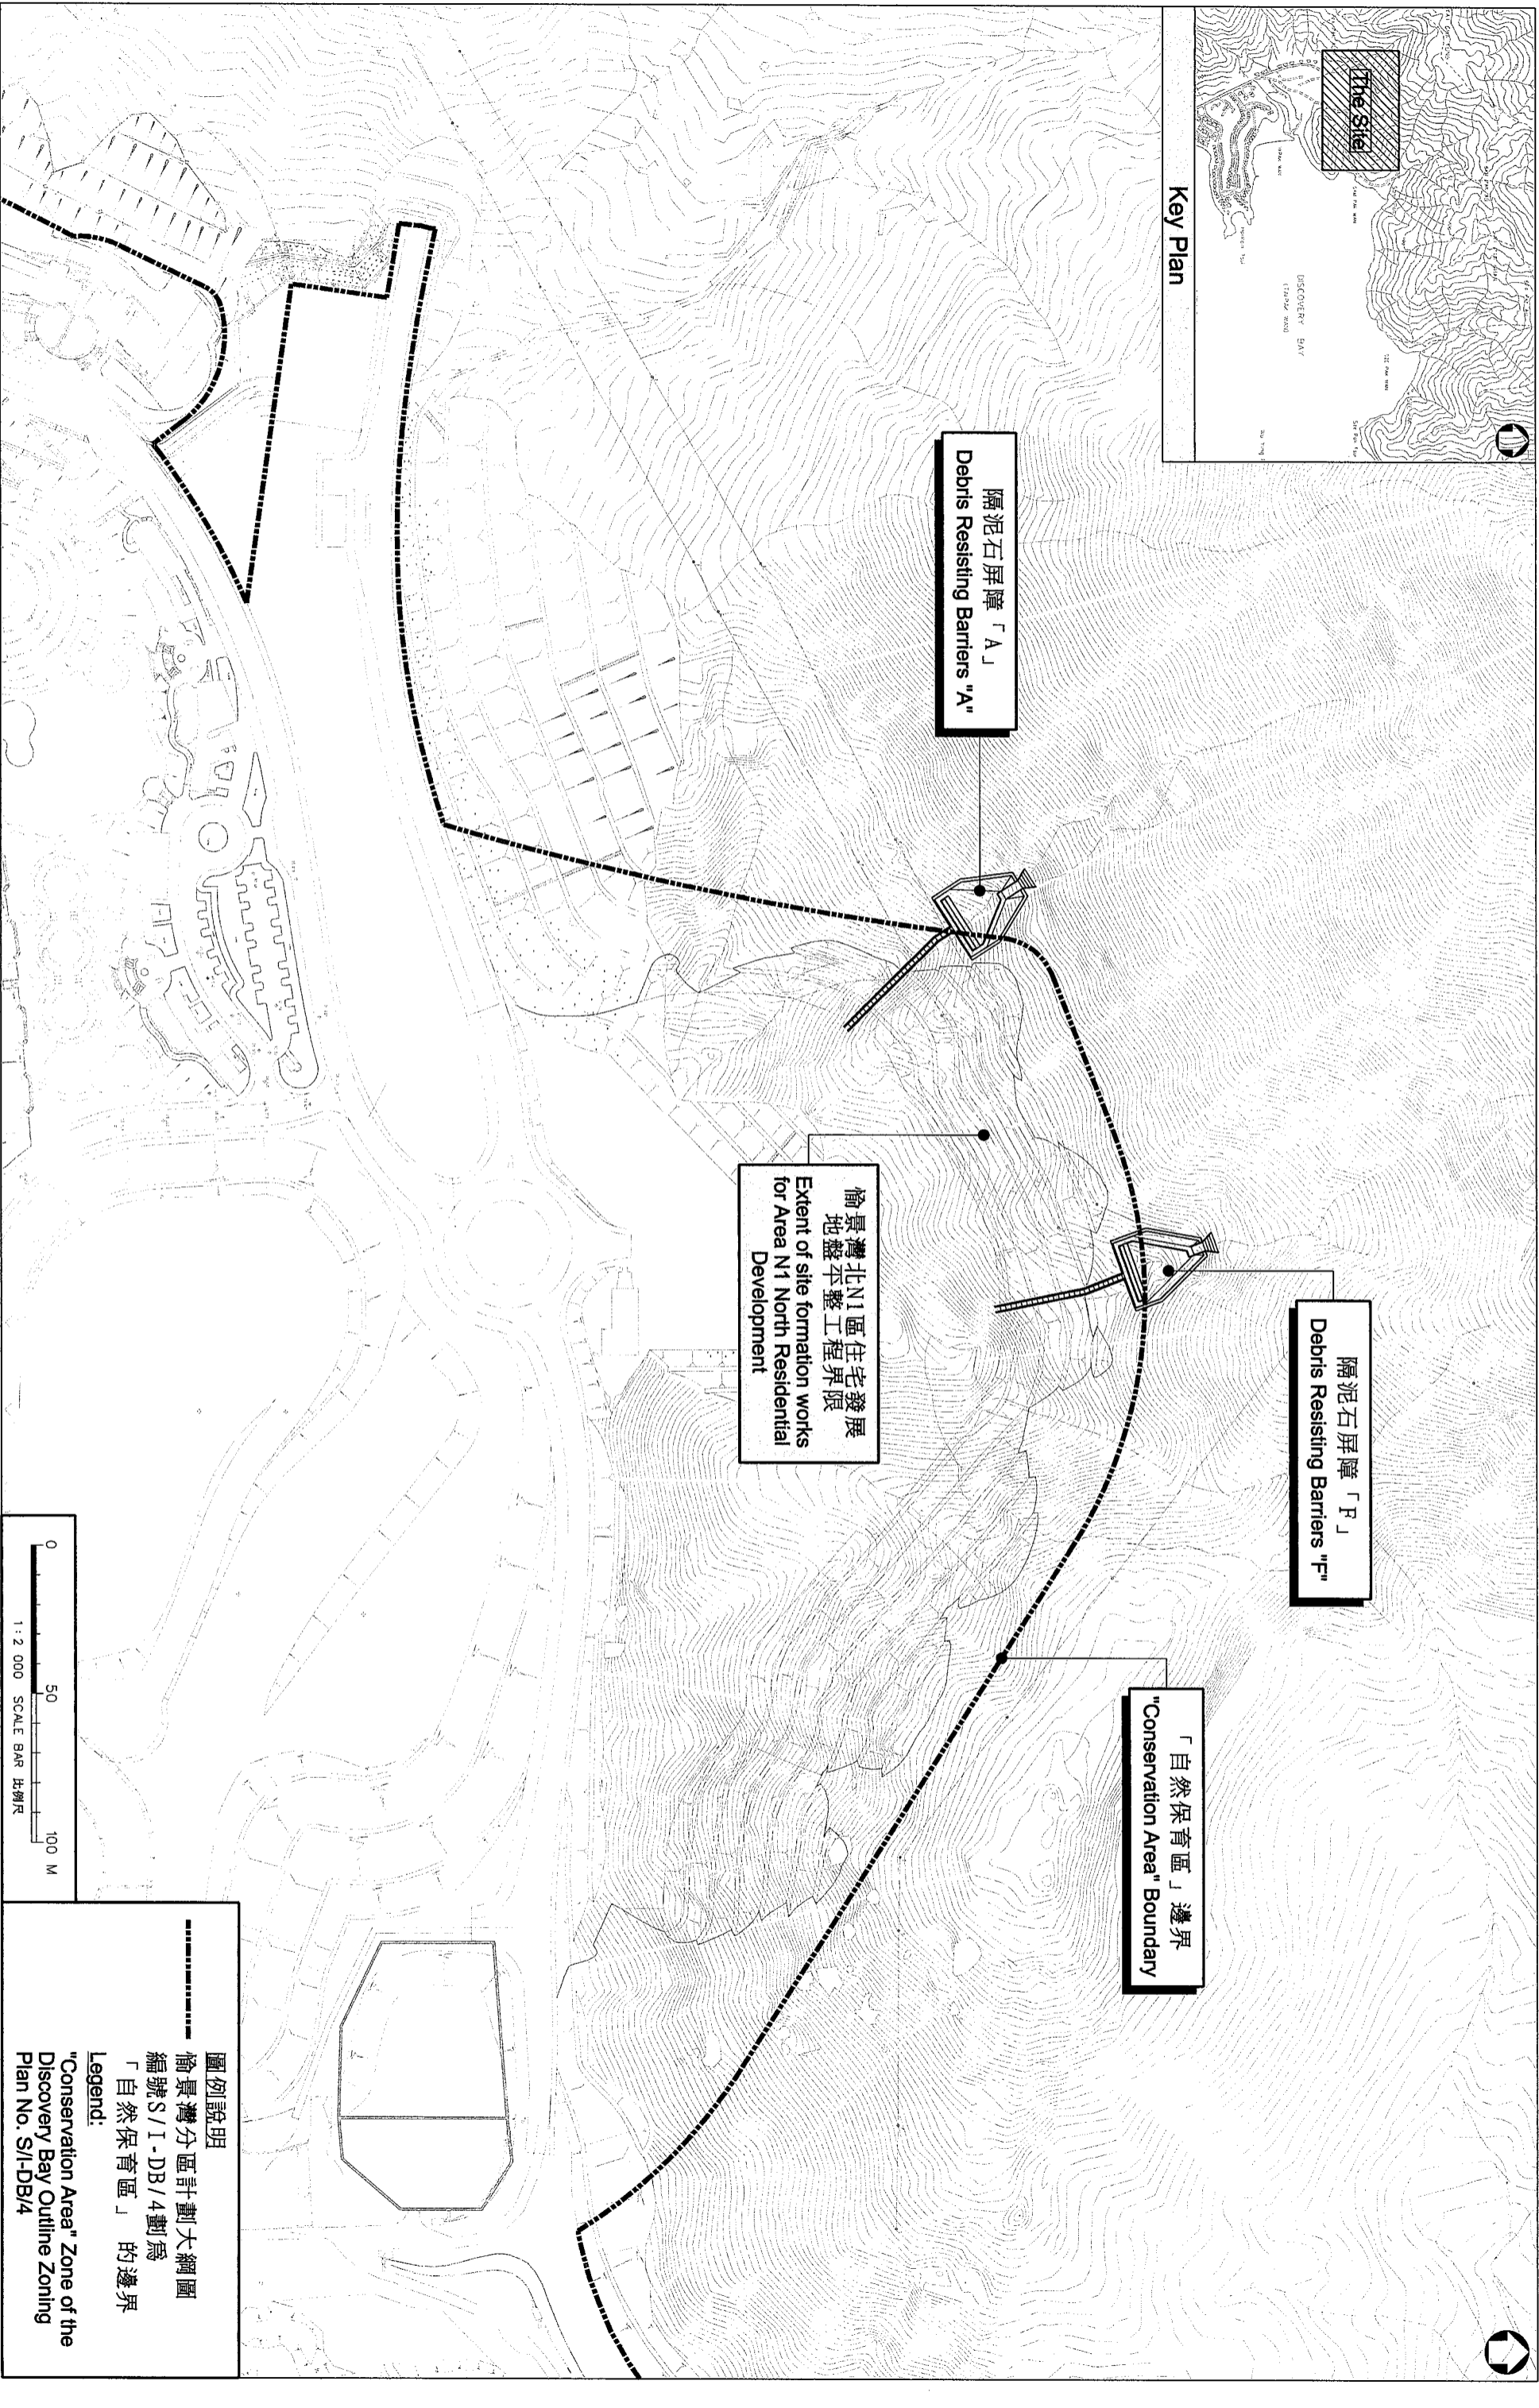 The Site
DISCOVERY BAY
Key Plan
隔泥石屏障「A」
Debris Resisting Barriers "A"
隔泥石屏障「F」
Debris Resisting Barriers "F"
「自然保育區」邊界
"Conservation Area" Boundary
愉景灣北N1區住宅發展
地盤平整工程界限
Extent of site formation works
for Area N1 North Residential
Development
0 50 100 M
1 : 2 000 SCALE BAR 比例尺
圖例說明
愉景灣分區計劃大綱圖
編號S/I-DB/4劃爲
「自然保育區」的邊界
Legend:
"Conservation Area" Zone of the
Discovery Bay Outline Zoning
Plan No. S/I-DB/4